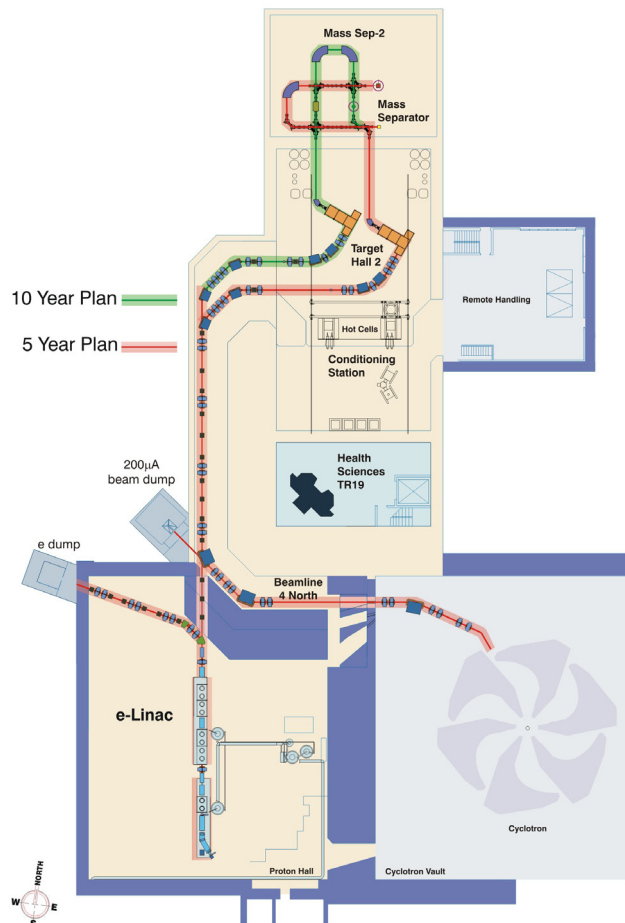 Mass Sep-2
Mass
Separator
Target
Hall 2
10 Year Plan
5 Year Plan
Remote Handling
Hot Cells
Conditioning
Station
200µA
beam dump
Health
Sciences
TR19
e dump
Beamline
4 North
e-Linac
Cyclotron
Proton Hall
Cyclotron Vault
NORTH
W
E
S